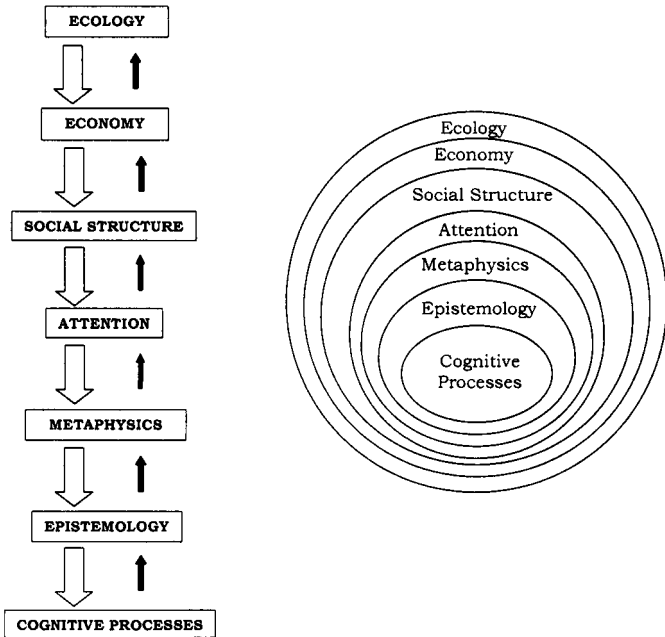 ECOLOGY
ECONOMY
SOCIAL STRUCTURE
ATTENTION
METAPHYSICS
EPISTEMOLOGY
COGNITIVE PROCESSES
Ecology
Economy
Social Structure
Attention
Metaphysics
Epistemology
Cognitive
Processes